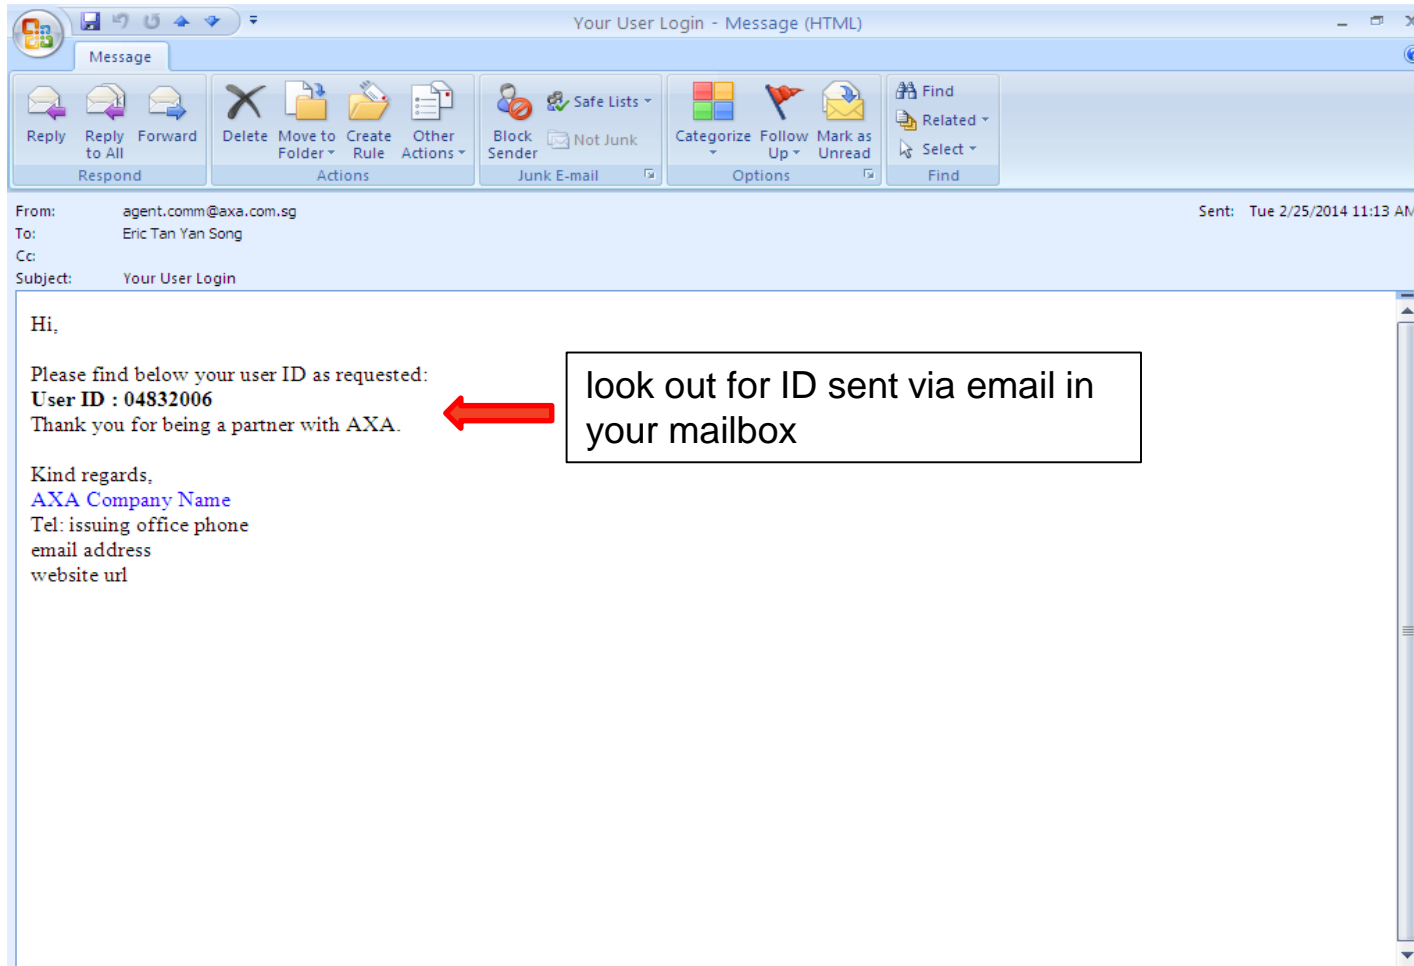 Your User Login - Message (HTML)
Message
Reply Reply to All Forward
Delete Move to Folder Create Rule Other Actions
Block Sender Safe Lists Not Junk
Categorize Follow Up Mark as Unread
Find Related Select
Respond Actions Junk E-mail Options Find
From: agent.comm@axa.com.sg Sent: Tue 2/25/2014 11:13 AM
To: Eric Tan Yan Song
Cc:
Subject: Your User Login
Hi,
Please find below your user ID as requested:
User ID : 04832006
Thank you for being a partner with AXA.
look out for ID sent via email in
your mailbox
Kind regards,
AXA Company Name
Tel: issuing office phone
email address
website url